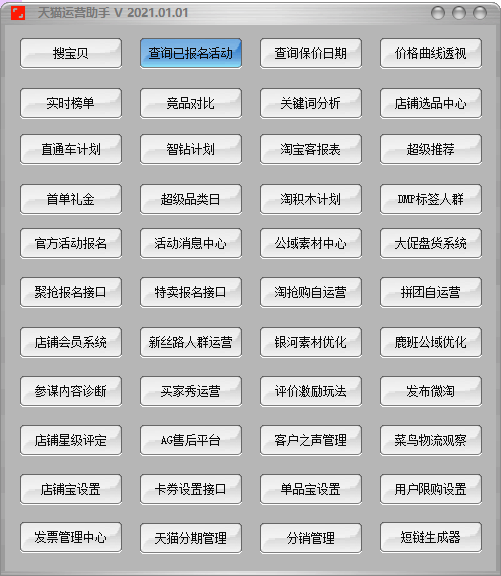 天猫运营助手 V 2021.01.01
搜宝贝 查询已报名活动 查询保价日期 价格曲线透视
实时榜单 竞品对比 关键词分析 店铺选品中心
直通车计划 智钻计划 淘宝客报表 超级推荐
首单礼金 超级品类日 淘积木计划 DMP标签人群
官方活动报名 活动消息中心 公域素材中心 大促盘货系统
聚抢报名接口 特卖报名接口 淘抢购自运营 拼团自运营
店铺会员系统 新丝路人群运营 银河素材优化 鹿班公域优化
参谋内容诊断 买家秀运营 评价激励玩法 发布微淘
店铺星级评定 AG售后平台 客户之声管理 菜鸟物流观察
店铺宝设置 卡券设置接口 单品宝设置 用户限购设置
发票管理中心 天猫分期管理 分销管理 短链生成器